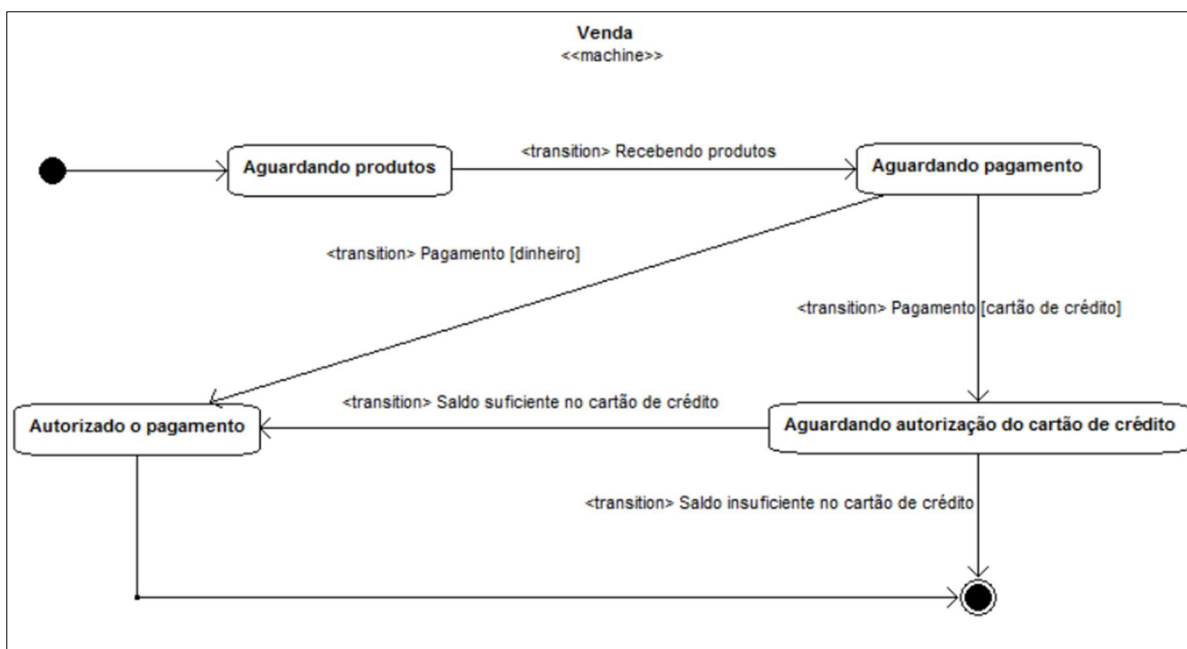 Venda
<<machine>>
<transition> Recebendo produtos
Aguardando produtos
Aguardando pagamento
<transition> Pagamento [dinheiro]
<transition> Pagamento [cartão de crédito]
<transition> Saldo suficiente no cartão de crédito
Autorizado o pagamento
Aguardando autorização do cartão de crédito
<transition> Saldo insuficiente no cartão de crédito